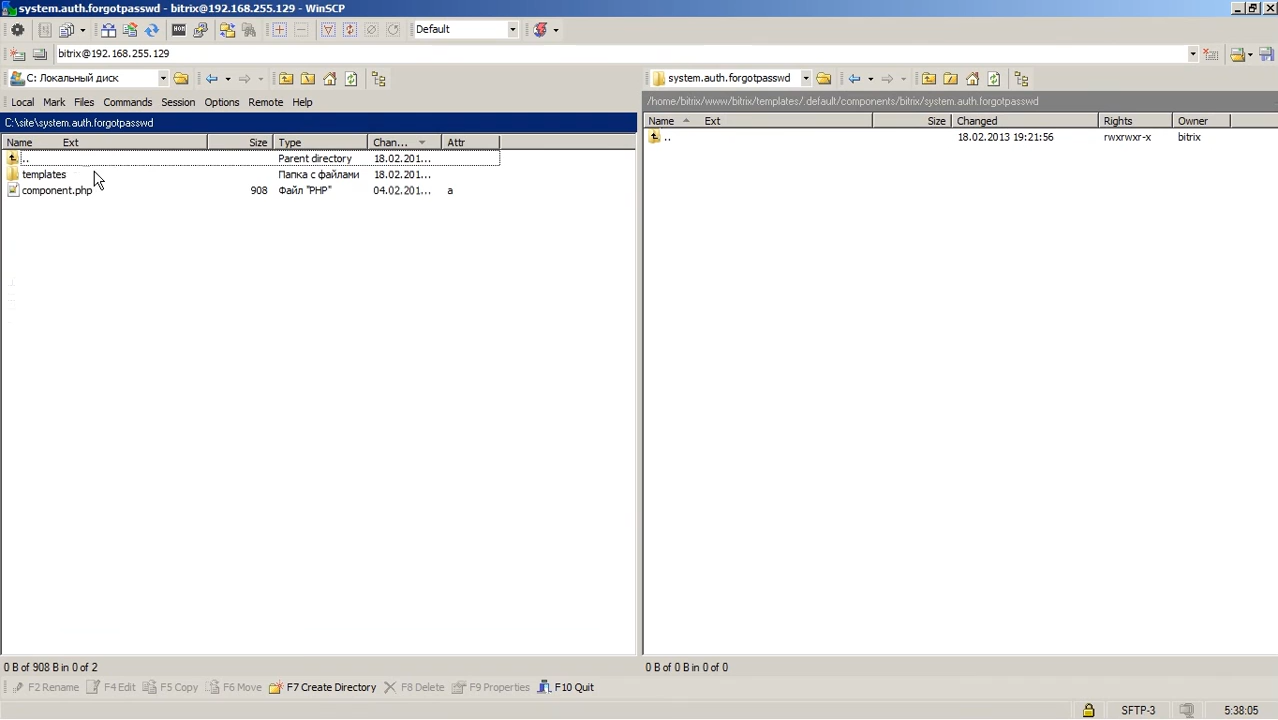 system.auth.forgotpasswd - bitrix@192.168.255.129 - WinSCP
Default
bitrix@192.168.255.129
C: Локальный диск
system.auth.forgotpasswd
Local Mark Files Commands Session Options Remote Help
/home/bitrix/www/bitrix/templates/.default/components/bitrix/system.auth.forgotpasswd
C:\site\system.auth.forgotpasswd
Name Ext Size Changed Rights Owner
Name Ext Size Type Chan... Attr
.. 18.02.2013 19:21:56 rwxrwxr-x bitrix
.. Parent directory 18.02.201...
templates Папка с файлами 18.02.201...
component.php 908 Файл "PHP" 04.02.201... a
0 B of 908 B in 0 of 2
0 B of 0 B in 0 of 0
F2 Rename F4 Edit F5 Copy F6 Move F7 Create Directory F8 Delete F9 Properties F10 Quit
SFTP-3 5:38:05